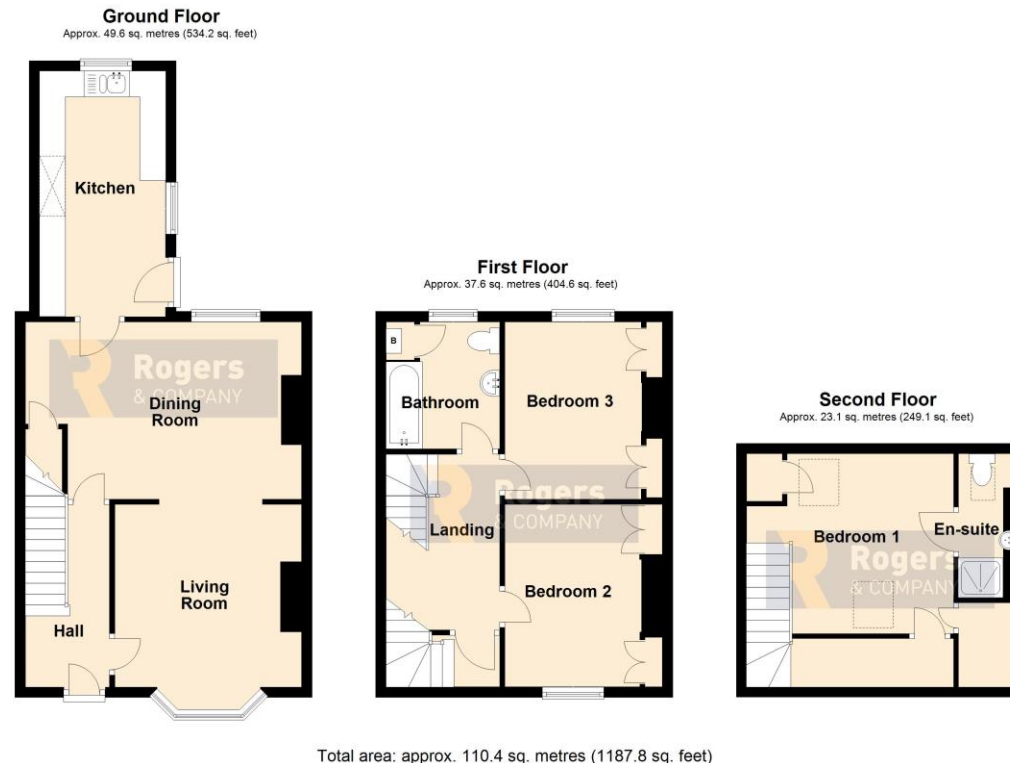 Ground Floor
Approx. 49.6 sq. metres (534.2 sq. feet)
Kitchen
Rogers
& COMPANY
Dining
Room
Living
Room
Hall
First Floor
Approx. 37.6 sq. metres (404.6 sq. feet)
B
Bathroom
Bedroom 3
Rogers
& COMPANY
Landing
Bedroom 2
Second Floor
Approx. 23.1 sq. metres (249.1 sq. feet)
Bedroom 1
En-suite
Rogers
& COMPANY
Total area: approx. 110.4 sq. metres (1187.8 sq. feet)